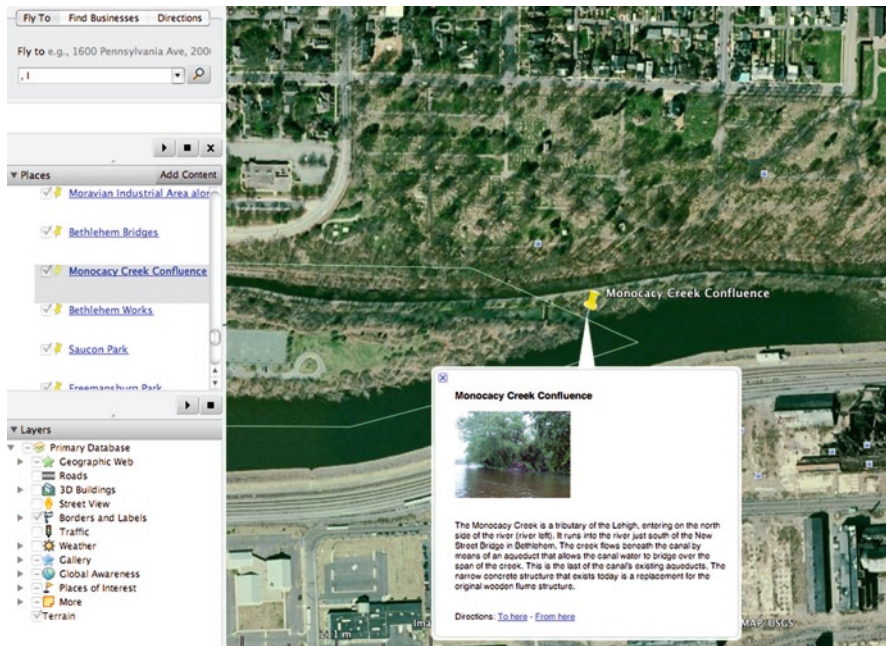 Fly To
Find Businesses
Directions
Fly to e.g., 1600 Pennsylvania Ave, 200
, I
Places
Add Content
Moravian Industrial Area alon
Bethlehem Bridges
Monocacy Creek Confluence
Bethlehem Works
Saucon Park
Freemansburg Park
Layers
Primary Database
Geographic Web
Roads
3D Buildings
Street View
Borders and Labels
Traffic
Weather
Gallery
Global Awareness
Places of Interest
More
Terrain
Monocacy Creek Confluence
Monocacy Creek Confluence
The Monocacy Creek is a tributary of the Lehigh, entering on the north
side of the river (river left). It runs into the river just south of the New
Street Bridge in Bethlehem. The creek flows beneath the canal by
means of an aqueduct that allows the canal water to bridge over the
span of the creek. This is the last of the canal's existing aqueducts. The
narrow concrete structure that exists today is a replacement for the
original wooden flume structure.
Directions: To here - From here
Ima
MAP/USGS